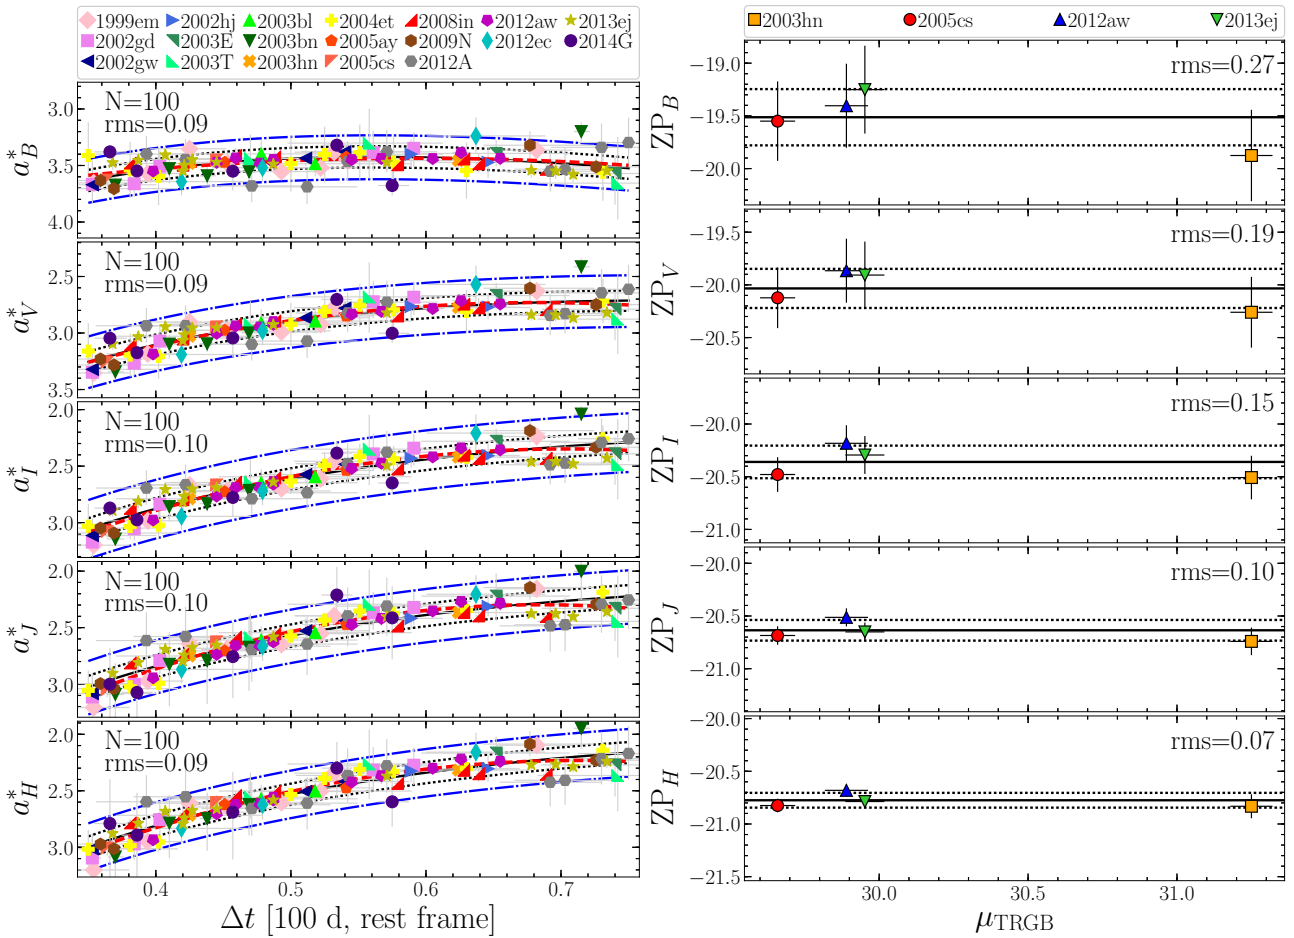 1999em 2002hj 2003bl 2004et 2008in 2012aw 2013ej
2002gd 2003E 2003bn 2005ay 2009N 2012ec 2014G
2002gw 2003T 2003hn 2005cs 2012A
N=100
rms=0.09
3.0
3.5
4.0
a*B
N=100
rms=0.09
2.5
3.0
3.5
a*V
N=100
rms=0.10
2.0
2.5
3.0
a*I
N=100
rms=0.10
2.0
2.5
3.0
a*J
N=100
rms=0.09
2.0
2.5
3.0
a*H
0.4 0.5 0.6 0.7
Δt [100 d, rest frame]
2003hn 2005cs 2012aw 2013ej
rms=0.27
−19.0
−19.5
−20.0
ZPB
rms=0.19
−19.5
−20.0
−20.5
ZPV
rms=0.15
−20.0
−20.5
−21.0
ZPI
rms=0.10
−20.0
−20.5
−21.0
ZPJ
rms=0.07
−20.0
−20.5
−21.0
−21.5
ZPH
30.0 30.5 31.0
μTRGB